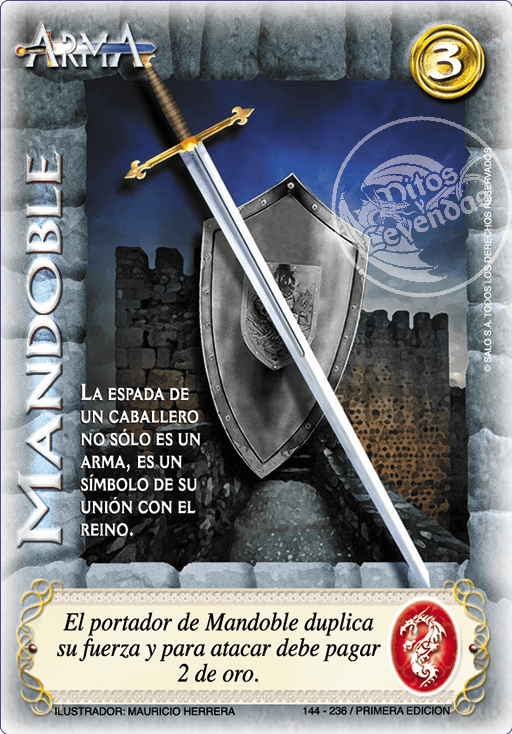 ARMA
3
Mitos
Leyendas
MANDOBLE
© SALO S.A. TODOS LOS DERECHOS RESERVADOS
LA ESPADA DE
UN CABALLERO
NO SÓLO ES UN
ARMA, ES UN
SÍMBOLO DE SU
UNIÓN CON EL
REINO.
El portador de Mandoble duplica
su fuerza y para atacar debe pagar
2 de oro.
ILUSTRADOR: MAURICIO HERRERA
144 - 236 / PRIMERA EDICION